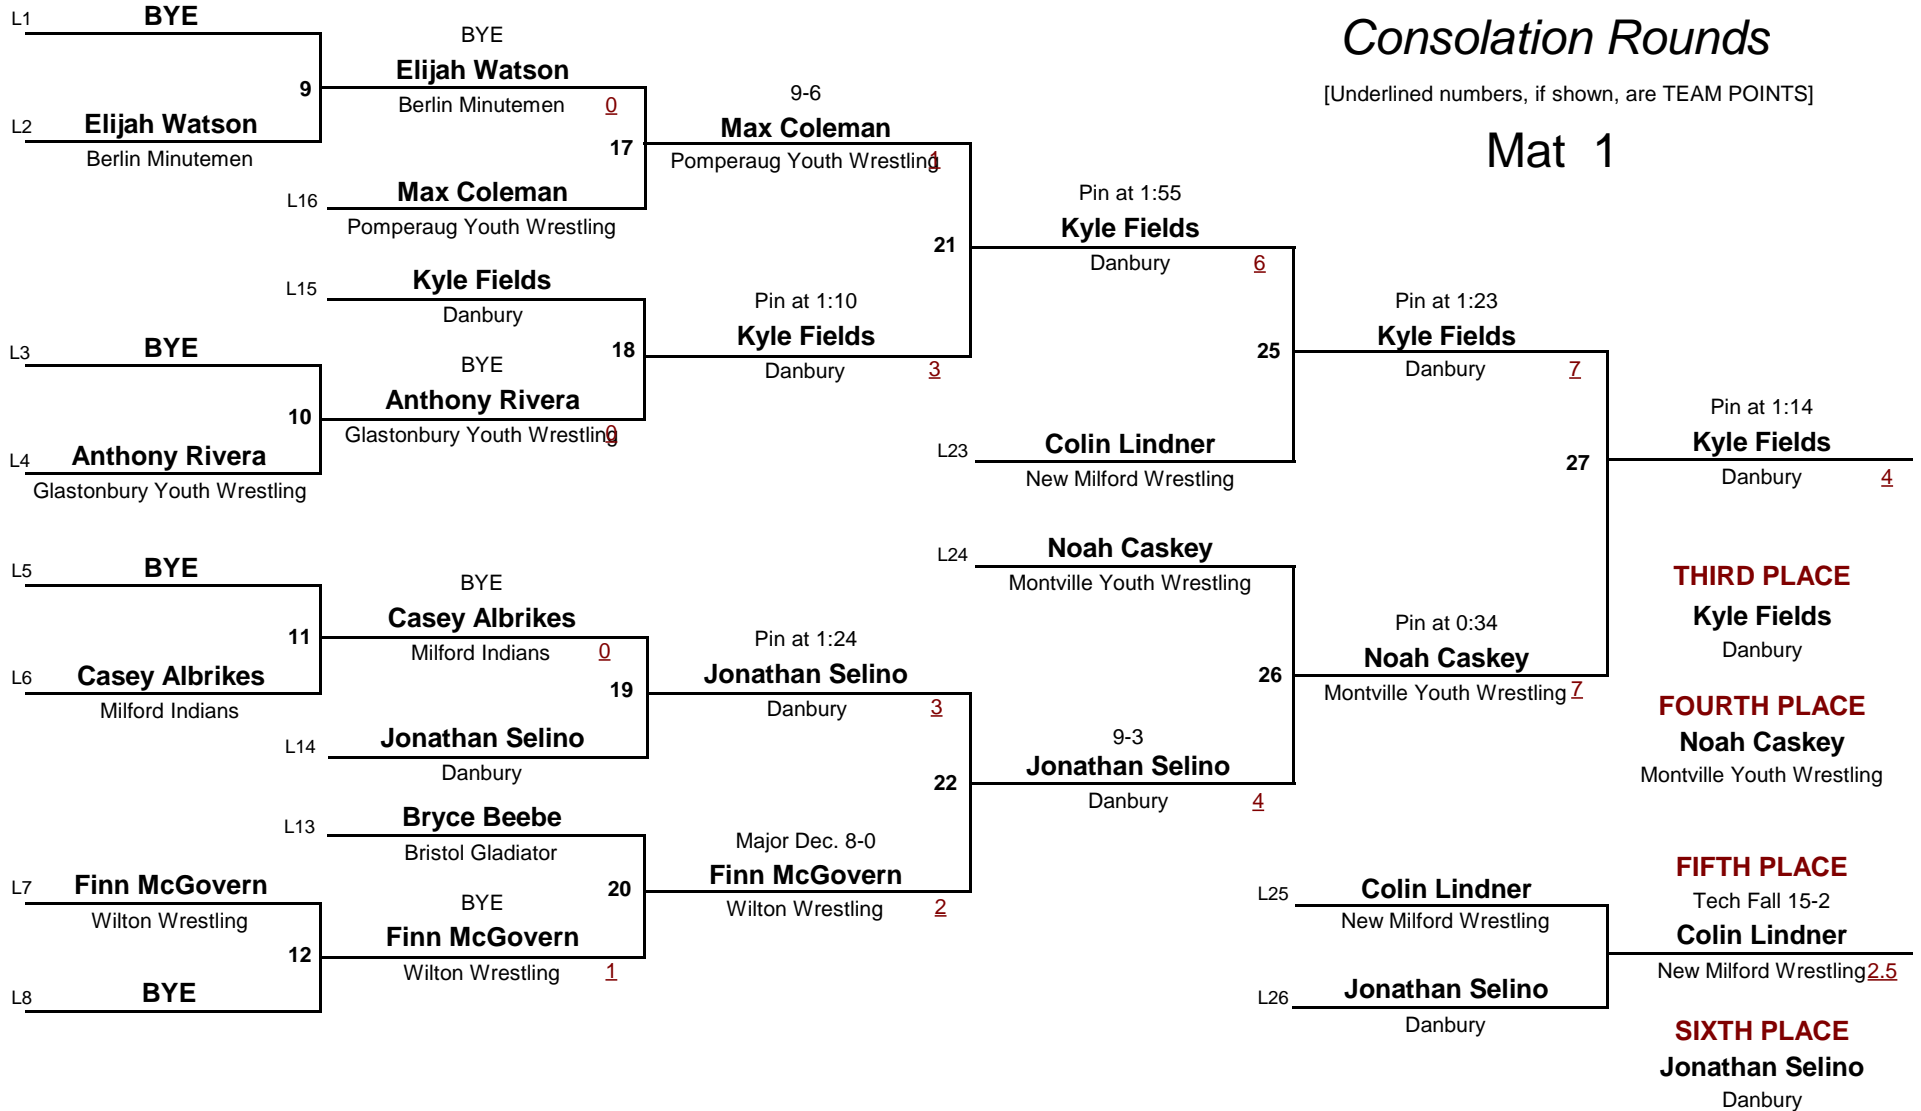 Consolation Rounds
[Underlined numbers, if shown, are TEAM POINTS]
Mat 1
L1 BYE
9
L2 Elijah Watson
Berlin Minutemen
BYE
Elijah Watson
Berlin Minutemen 0
17
L16 Max Coleman
Pomperaug Youth Wrestling
9-6
Max Coleman
Pomperaug Youth Wrestling 1
21
L15 Kyle Fields
Danbury
18
L3 BYE
10
L4 Anthony Rivera
Glastonbury Youth Wrestling
BYE
Anthony Rivera
Glastonbury Youth Wrestling 0
Pin at 1:10
Kyle Fields
Danbury 3
Pin at 1:55
Kyle Fields
Danbury 6
25
L23 Colin Lindner
New Milford Wrestling
Pin at 1:23
Kyle Fields
Danbury 7
27
Pin at 1:14
Kyle Fields
Danbury 4
L5 BYE
11
L6 Casey Albrikes
Milford Indians
BYE
Casey Albrikes
Milford Indians 0
19
L14 Jonathan Selino
Danbury
Pin at 1:24
Jonathan Selino
Danbury 3
22
L13 Bryce Beebe
Bristol Gladiator
20
L7 Finn McGovern
Wilton Wrestling
12
L8 BYE
BYE
Finn McGovern
Wilton Wrestling 1
Major Dec. 8-0
Finn McGovern
Wilton Wrestling 2
L24 Noah Caskey
Montville Youth Wrestling
26
9-3
Jonathan Selino
Danbury 4
Pin at 0:34
Noah Caskey
Montville Youth Wrestling 7
THIRD PLACE
Kyle Fields
Danbury
FOURTH PLACE
Noah Caskey
Montville Youth Wrestling
L25 Colin Lindner
New Milford Wrestling
L26 Jonathan Selino
Danbury
FIFTH PLACE
Tech Fall 15-2
Colin Lindner
New Milford Wrestling 2.5
SIXTH PLACE
Jonathan Selino
Danbury